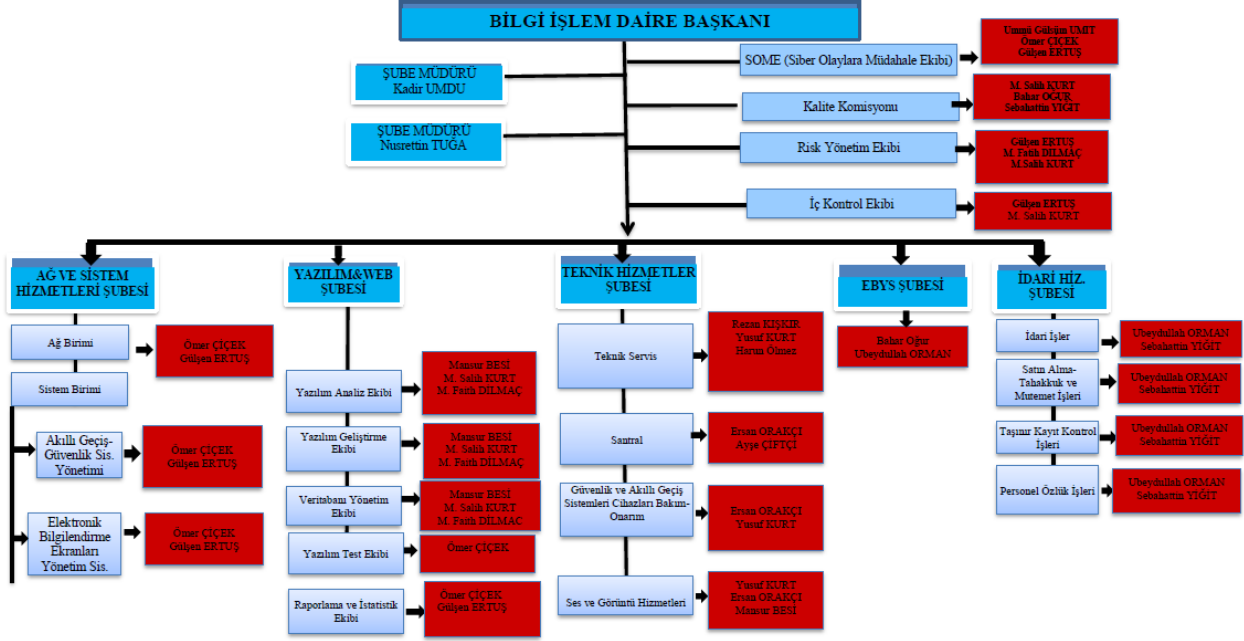 BİLGİ İŞLEM DAİRE BAŞKANI
ŞUBE MÜDÜRÜ
Kadir UMDU
ŞUBE MÜDÜRÜ
Nusrettin TUĞA
SOME (Siber Olaylara Müdahale Ekibi)
Ümmü Gülsüm UMIT
Ömer ÇİÇEK
Gülşen ERTUŞ
Kalite Komisyonu
M. Salih KURT
Bahar OĞUR
Sebahattin YİĞİT
Risk Yönetim Ekibi
Gülşen ERTUŞ
M. Fatih DİLMAÇ
M.Salih KURT
İç Kontrol Ekibi
Gülşen ERTUŞ
M. Salih KURT
AĞ VE SİSTEM
HİZMETLERİ ŞUBESİ
Ağ Birimi
Ömer ÇİÇEK
Gülşen ERTUŞ
Sistem Birimi
Akıllı Geçiş-
Güvenlik Sis.
Yönetimi
Ömer ÇİÇEK
Gülşen ERTUŞ
Elektronik
Bilgilendirme
Ekranları
Yönetim Sis.
Ömer ÇİÇEK
Gülşen ERTUŞ
YAZILIM&WEB
ŞUBESİ
Yazılım Analiz Ekibi
Mansur BESİ
M. Salih KURT
M. Faith DİLMAÇ
Yazılım Geliştirme
Ekibi
Mansur BESİ
M. Salih KURT
M. Faith DİLMAÇ
Veritabanı Yönetim
Ekibi
Mansur BESİ
M. Salih KURT
M. Faith DİLMAC
Yazılım Test Ekibi
Ömer ÇİÇEK
Raporlama ve İstatistik
Ekibi
Ömer ÇİÇEK
Gülşen ERTUŞ
TEKNİK HİZMETLER
ŞUBESİ
Teknik Servis
Rezan KIŞKIR
Yusuf KURT
Harun Ölmez
Santral
Ersan ORAKÇI
Ayşe ÇİFTÇİ
Güvenlik ve Akıllı Geçiş
Sistemleri Cihazları Bakım-
Onarım
Ersan ORAKÇI
Yusuf KURT
Ses ve Görüntü Hizmetleri
Yusuf KURT
Ersan ORAKÇI
Mansur BESİ
EBYS ŞUBESİ
Bahar Oğur
Ubeydullah ORMAN
İDARİ HİZ.
ŞUBESİ
İdari İşler
Ubeydullah ORMAN
Sebahattin YİĞİT
Satın Alma-
Tahakkuk ve
Mutemet İşleri
Ubeydullah ORMAN
Sebahattin YİĞİT
Taşınır Kayıt Kontrol
İşleri
Ubeydullah ORMAN
Sebahattin YİĞİT
Personel Özlük İşleri
Ubeydullah ORMAN
Sebahattin YİĞİT